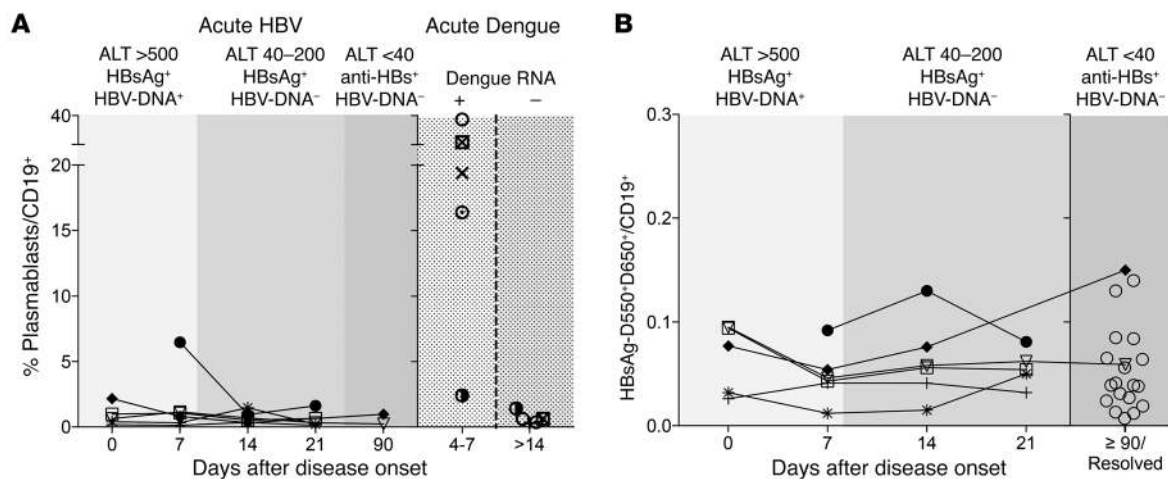 A
Acute HBV
Acute Dengue
ALT >500
HBsAg⁺
HBV-DNA⁺
ALT 40–200
HBsAg⁺
HBV-DNA⁻
ALT <40
anti-HBs⁺
HBV-DNA⁻
Dengue RNA
+ −
% Plasmablasts/CD19⁺
40
20
15
10
5
0
0 7 14 21 90 4-7 >14
Days after disease onset
B
ALT >500
HBsAg⁺
HBV-DNA⁺
ALT 40–200
HBsAg⁺
HBV-DNA⁻
ALT <40
anti-HBs⁺
HBV-DNA⁻
HBsAg-D550⁺D650⁺/CD19⁺
0.3
0.2
0.1
0.0
0 7 14 21 ≥ 90/
Resolved
Days after disease onset